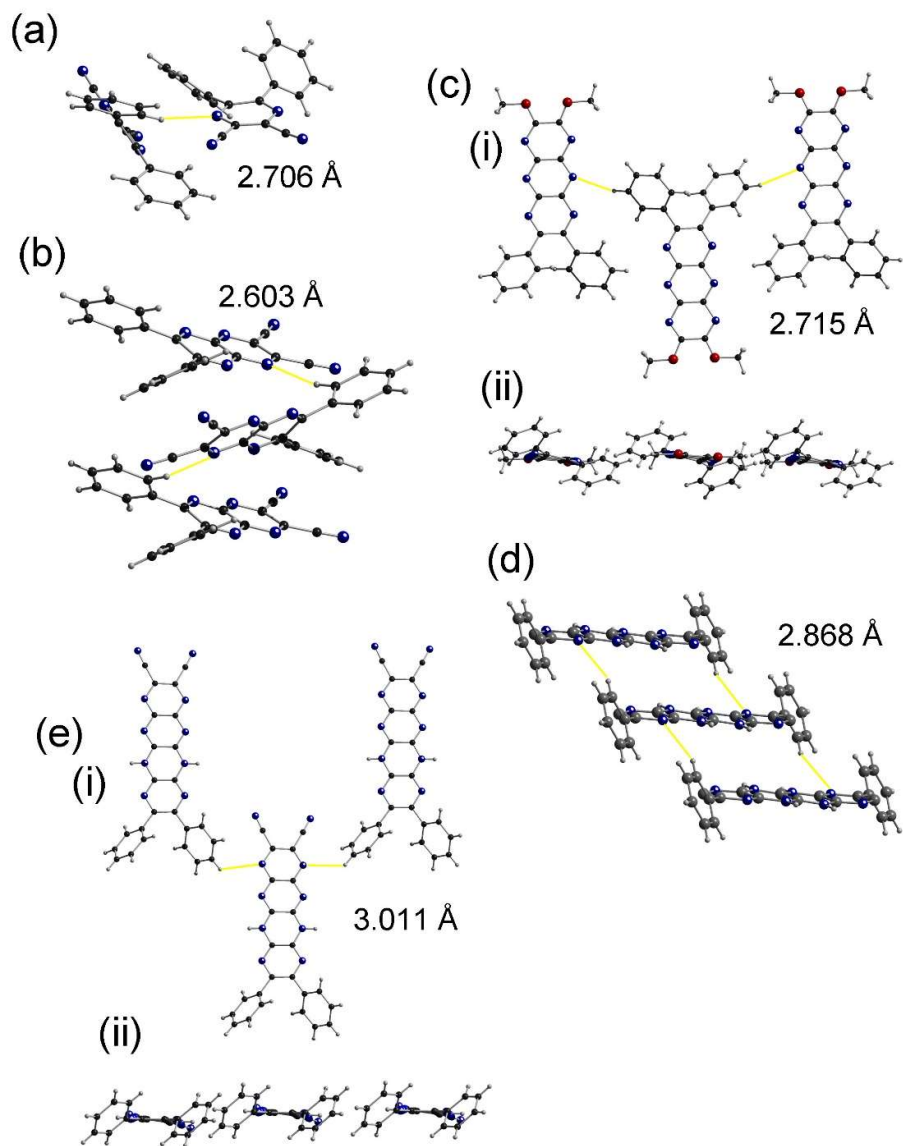 (a)
2.706 Å
(b)
2.603 Å
(c)
(i)
2.715 Å
(ii)
(d)
2.868 Å
(e)
(i)
3.011 Å
(ii)